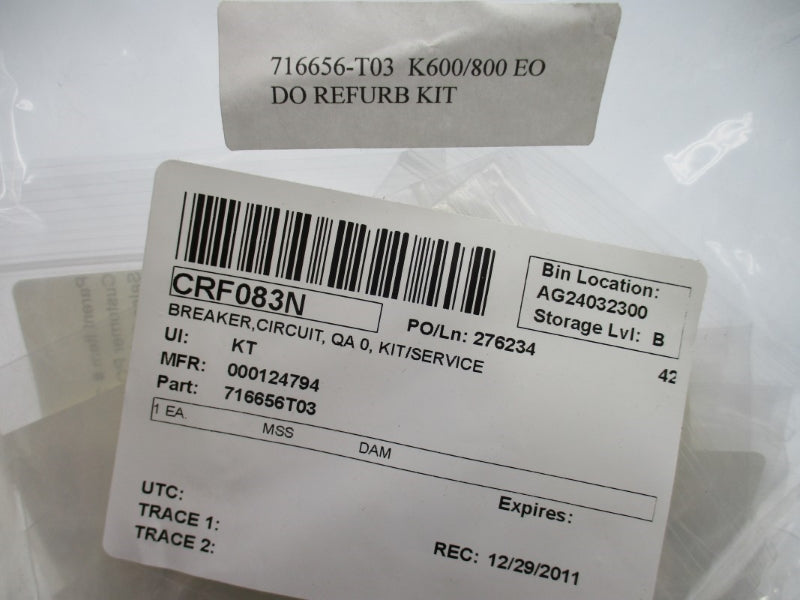 716656-T03 K600/800 EO
DO REFURB KIT
CRF083N
BREAKER,CIRCUIT, QA 0, KIT/SERVICE
PO/Ln: 276234
Bin Location:
AG24032300
Storage Lvl: B
42
UI: KT
MFR: 000124794
Part: 716656T03
1 EA.
MSS DAM
Expires:
UTC:
TRACE 1:
TRACE 2:
REC: 12/29/2011